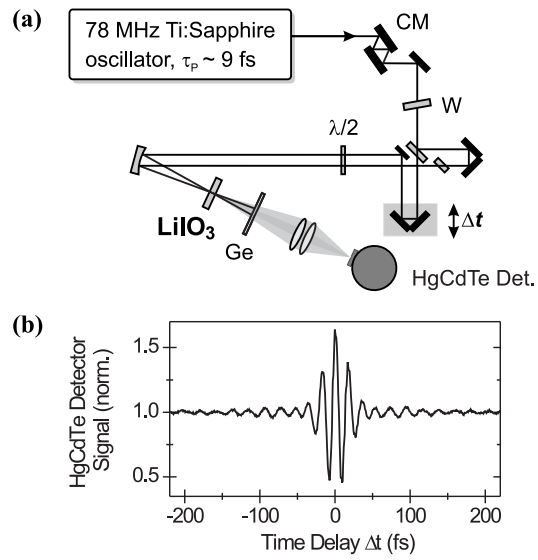 (a)
78 MHz Ti:Sapphire
oscillator, τP ~ 9 fs
CM
W
λ/2
LiIO3
Ge
Δt
HgCdTe Det.
(b)
HgCdTe Detector
Signal (norm.)
1.5
1.0
0.5
-200 -100 0 100 200
Time Delay Δt (fs)